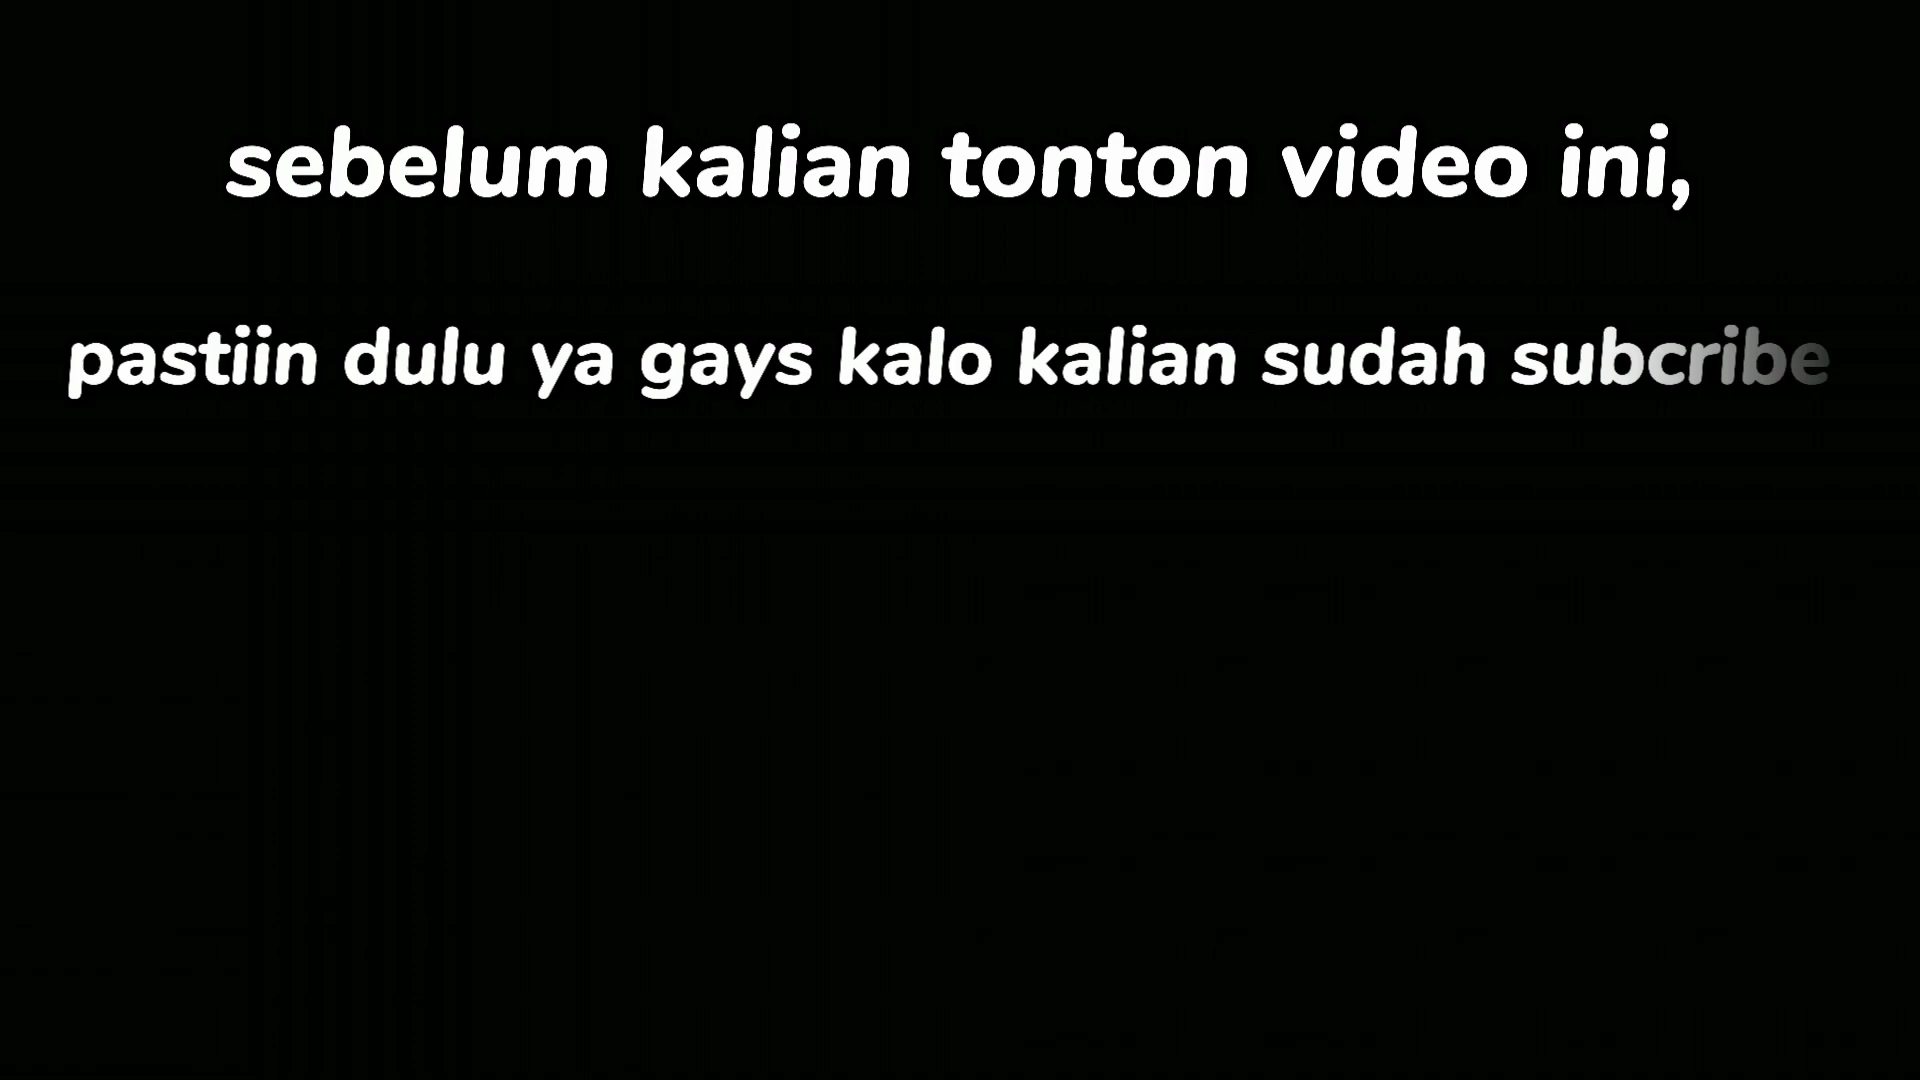 sebelum kalian tonton video ini,
pastiin dulu ya gays kalo kalian sudah subcribe